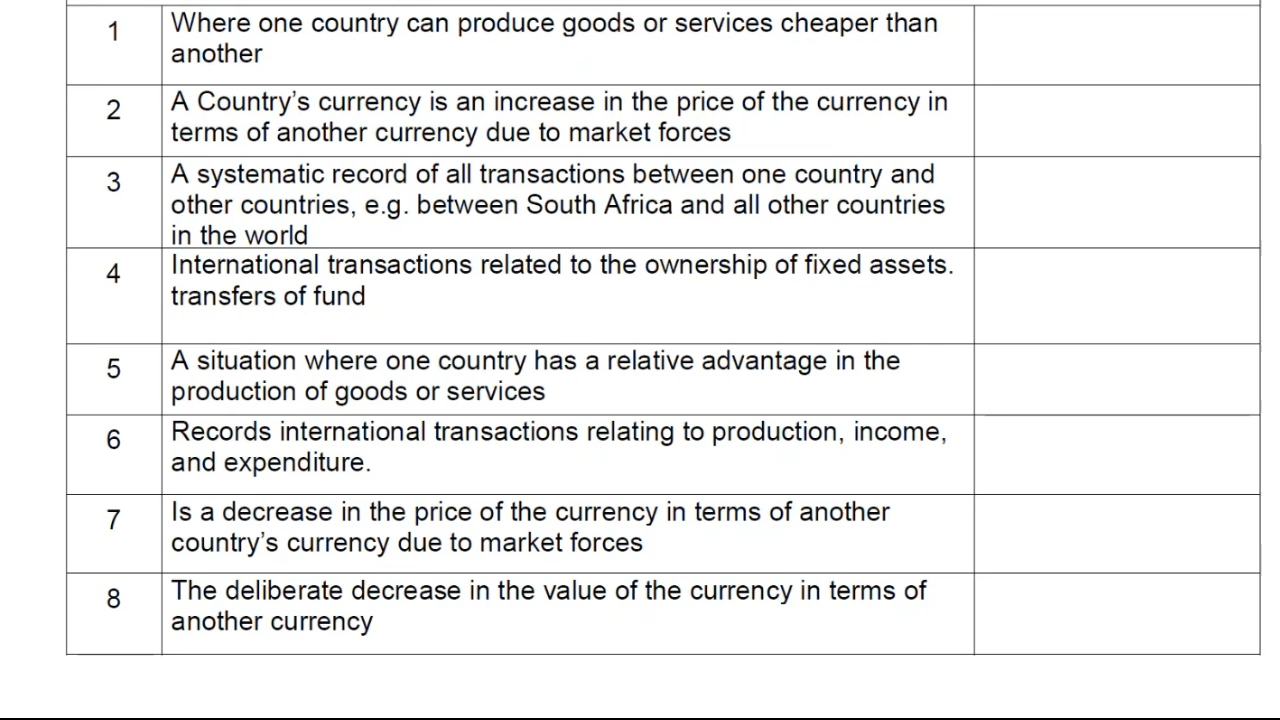 1
Where one country can produce goods or services cheaper than
another
2
A Country’s currency is an increase in the price of the currency in
terms of another currency due to market forces
3
A systematic record of all transactions between one country and
other countries, e.g. between South Africa and all other countries
in the world
4
International transactions related to the ownership of fixed assets.
transfers of fund
5
A situation where one country has a relative advantage in the
production of goods or services
6
Records international transactions relating to production, income,
and expenditure.
7
Is a decrease in the price of the currency in terms of another
country’s currency due to market forces
8
The deliberate decrease in the value of the currency in terms of
another currency